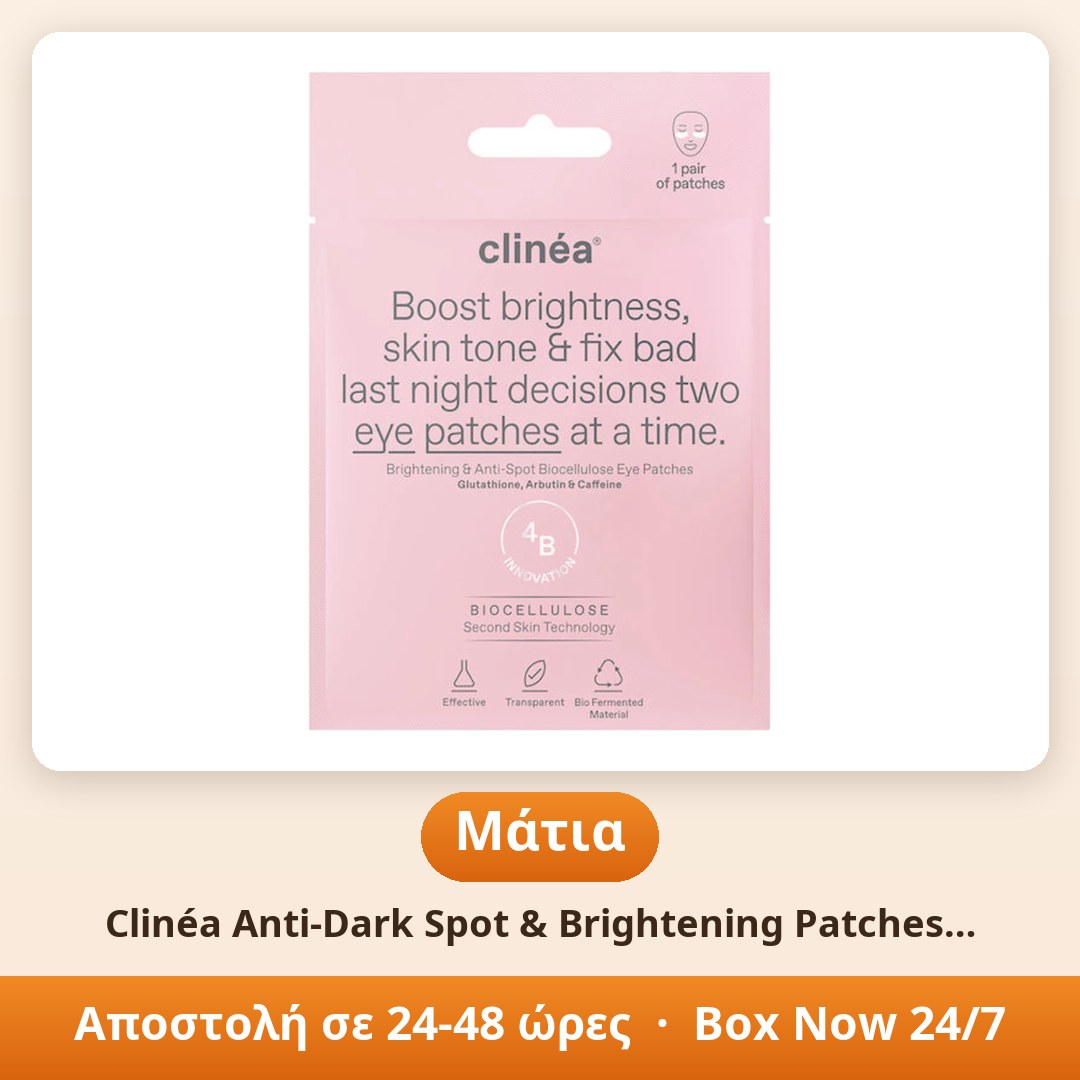 1 pair
of patches
clinéa®
Boost brightness,
skin tone & fix bad
last night decisions two
eye patches at a time.
Brightening & Anti-Spot Biocellulose Eye Patches
Glutathione, Arbutin & Caffeine
4B
INNOVATION
BIOCELLULOSE
Second Skin Technology
Effective
Transparent
Bio Fermented
Material
Μάτια
Clinéa Anti-Dark Spot & Brightening Patches...
Αποστολή σε 24-48 ώρες · Box Now 24/7